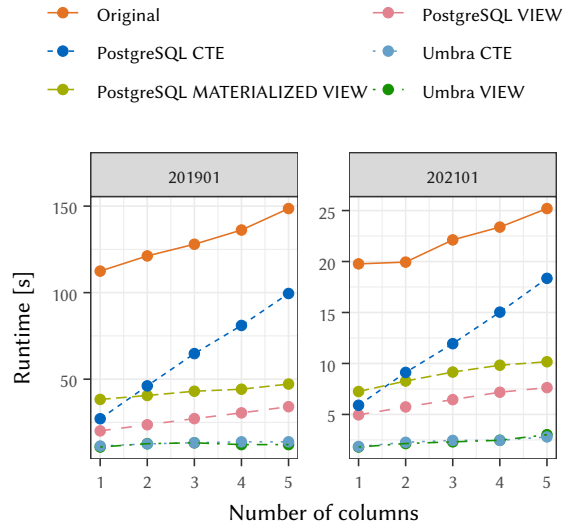 Original
PostgreSQL VIEW
PostgreSQL CTE
Umbra CTE
PostgreSQL MATERIALIZED VIEW
Umbra VIEW
201901
202101
Runtime [s]
150
100
50
25
20
15
10
5
1 2 3 4 5
1 2 3 4 5
Number of columns